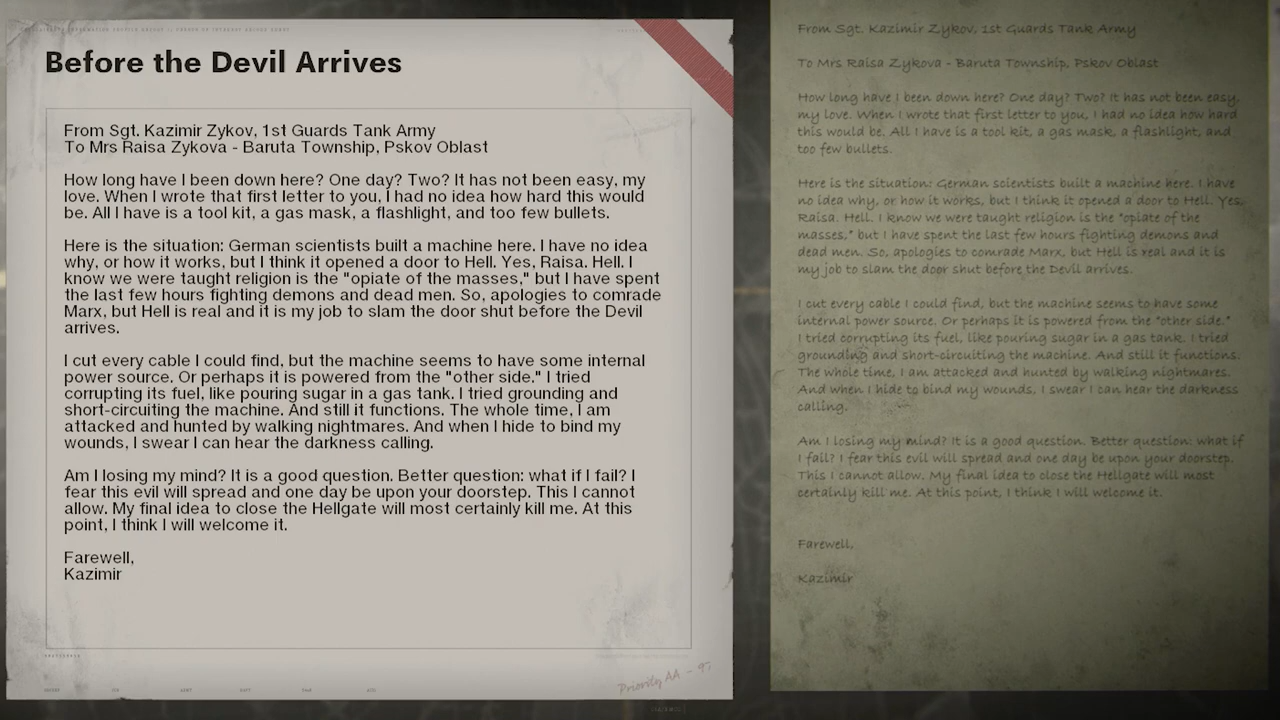 Before the Devil Arrives
From Sgt. Kazimir Zykov, 1st Guards Tank Army
To Mrs Raisa Zykova - Baruta Township, Pskov Oblast
How long have I been down here? One day? Two? It has not been easy, my
love. When I wrote that first letter to you, I had no idea how hard this would
be. All I have is a tool kit, a gas mask, a flashlight, and too few bullets.
Here is the situation: German scientists built a machine here. I have no idea
why, or how it works, but I think it opened a door to Hell. Yes, Raisa. Hell. I
know we were taught religion is the "opiate of the masses," but I have spent
the last few hours fighting demons and dead men. So, apologies to comrade
Marx, but Hell is real and it is my job to slam the door shut before the Devil
arrives.
I cut every cable I could find, but the machine seems to have some internal
power source. Or perhaps it is powered from the "other side." I tried
corrupting its fuel, like pouring sugar in a gas tank. I tried grounding and
short-circuiting the machine. And still it functions. The whole time, I am
attacked and hunted by walking nightmares. And when I hide to bind my
wounds, I swear I can hear the darkness calling.
Am I losing my mind? It is a good question. Better question: what if I fail? I
fear this evil will spread and one day be upon your doorstep. This I cannot
allow. My final idea to close the Hellgate will most certainly kill me. At this
point, I think I will welcome it.
Farewell,
Kazimir
Priority AA - 9
From Sgt. Kazimir Zykov, 1st Guards Tank Army
To Mrs Raisa Zykova - Baruta Township, Pskov Oblast
How long have I been down here? One day? Two? It has not been easy,
my love. When I wrote that first letter to you, I had no idea how hard
this would be. All I have is a tool kit, a gas mask, a flashlight, and
too few bullets.
Here is the situation: German scientists built a machine here. I have
no idea why, or how it works, but I think it opened a door to Hell. Yes,
Raisa. Hell. I know we were taught religion is the "opiate of the
masses," but I have spent the last few hours fighting demons and
dead men. So, apologies to comrade Marx, but Hell is real and it is
my job to slam the door shut before the Devil arrives.
I cut every cable I could find, but the machine seems to have some
internal power source. Or perhaps it is powered from the "other side."
I tried corrupting its fuel, like pouring sugar in a gas tank. I tried
grounding and short-circuiting the machine. And still it functions.
The whole time, I am attacked and hunted by walking nightmares.
And when I hide to bind my wounds, I swear I can hear the darkness
calling.
Am I losing my mind? It is a good question. Better question: what if
I fail? I fear this evil will spread and one day be upon your doorstep.
This I cannot allow. My final idea to close the Hellgate will most
certainly kill me. At this point, I think I will welcome it.
Farewell,
Kazimir